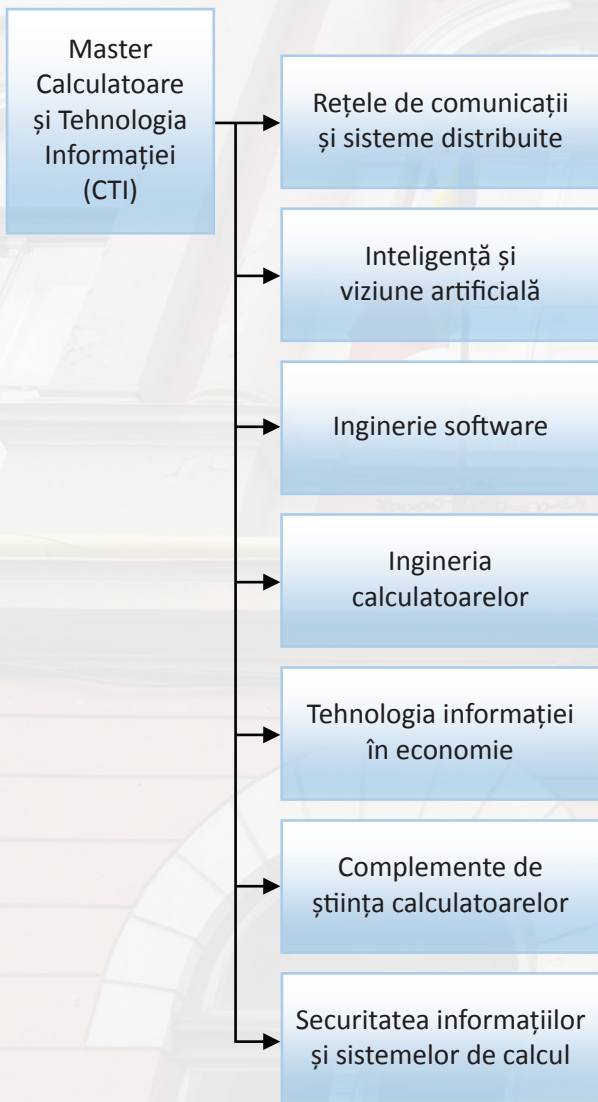 Master
Calculatoare
și Tehnologia
Informației
(CTI)
Rețele de comunicații
și sisteme distribuite
Inteligență și
viziune artificială
Inginerie software
Ingineria
calculatoarelor
Tehnologia informației
în economie
Complemente de
știința calculatoarelor
Securitatea informațiilor
și sistemelor de calcul